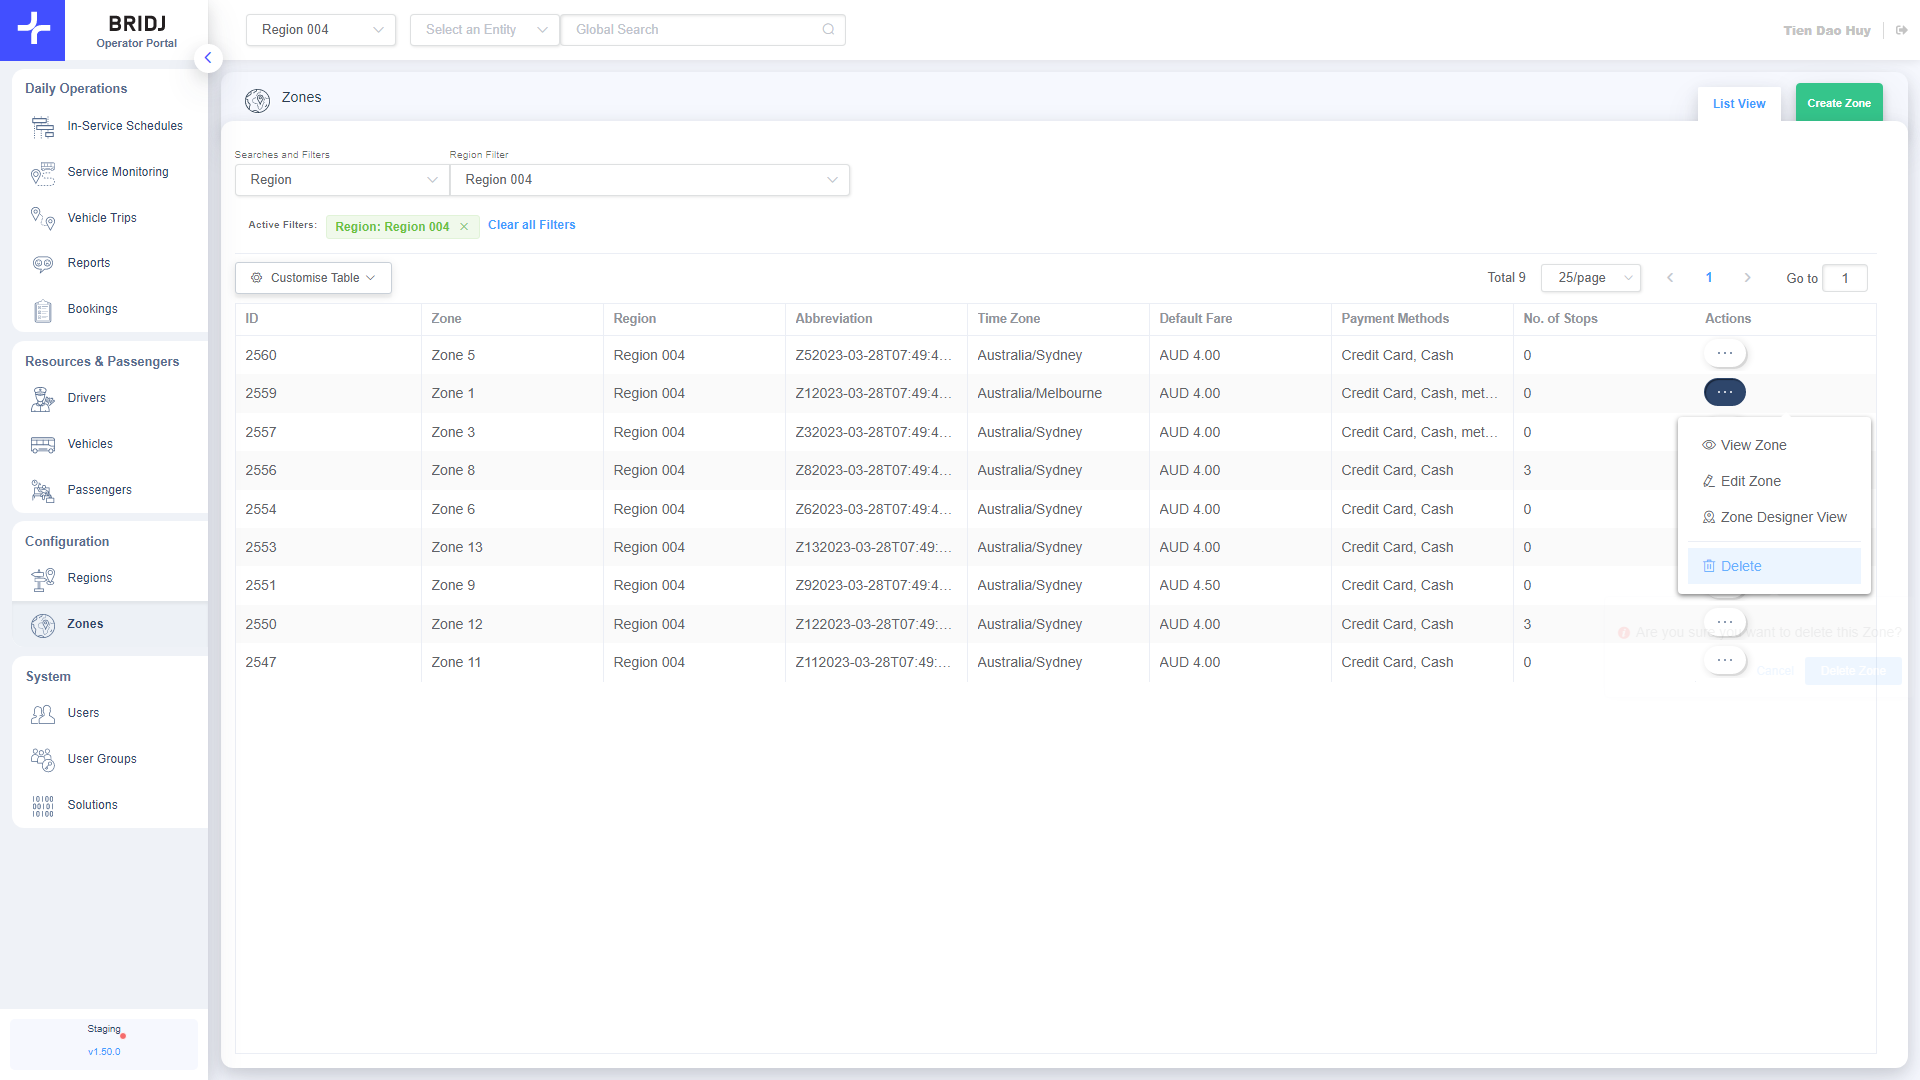 BRIDJ
Operator Portal
Region 004
Select an Entity
Global Search
Tien Dao Huy
Daily Operations
In-Service Schedules
Service Monitoring
Vehicle Trips
Reports
Bookings
Resources & Passengers
Drivers
Vehicles
Passengers
Configuration
Regions
Zones
System
Users
User Groups
Solutions
Staging
v1.50.0
Zones
List View
Create Zone
Searches and Filters
Region Filter
Region
Region 004
Active Filters:
Region: Region 004
Clear all Filters
Customise Table
Total 9
25/page
1
Go to
1
ID Zone Region Abbreviation Time Zone Default Fare Payment Methods No. of Stops Actions
2560 Zone 5 Region 004 Z52023-03-28T07:49:4... Australia/Sydney AUD 4.00 Credit Card, Cash 0
2559 Zone 1 Region 004 Z12023-03-28T07:49:4... Australia/Melbourne AUD 4.00 Credit Card, Cash, met... 0
2557 Zone 3 Region 004 Z32023-03-28T07:49:4... Australia/Sydney AUD 4.00 Credit Card, Cash, met... 0
2556 Zone 8 Region 004 Z82023-03-28T07:49:4... Australia/Sydney AUD 4.00 Credit Card, Cash 3
2554 Zone 6 Region 004 Z62023-03-28T07:49:4... Australia/Sydney AUD 4.00 Credit Card, Cash 0
2553 Zone 13 Region 004 Z132023-03-28T07:49:... Australia/Sydney AUD 4.00 Credit Card, Cash 0
2551 Zone 9 Region 004 Z92023-03-28T07:49:4... Australia/Sydney AUD 4.50 Credit Card, Cash 0
2550 Zone 12 Region 004 Z122023-03-28T07:49:... Australia/Sydney AUD 4.00 Credit Card, Cash 3
2547 Zone 11 Region 004 Z112023-03-28T07:49:... Australia/Sydney AUD 4.00 Credit Card, Cash 0
View Zone
Edit Zone
Zone Designer View
Delete
Are you sure you want to delete this Zone?
Cancel
Delete Zone